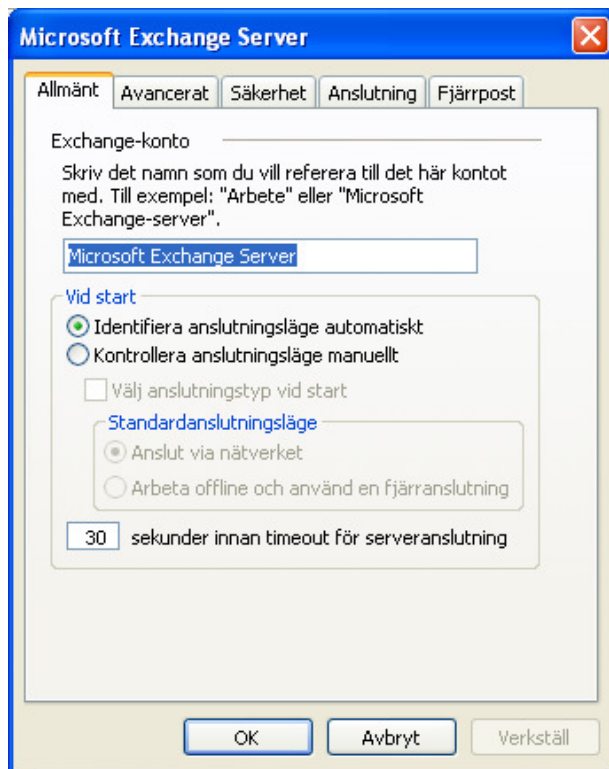 Microsoft Exchange Server
Allmänt Avancerat Säkerhet Anslutning Fjärrpost
Exchange-konto
Skriv det namn som du vill referera till det här kontot
med. Till exempel: "Arbete" eller "Microsoft
Exchange-server".
Microsoft Exchange Server
Vid start
Identifiera anslutningsläge automatiskt
Kontrollera anslutningsläge manuellt
Välj anslutningstyp vid start
Standardanslutningsläge
Anslut via nätverket
Arbeta offline och använd en fjärranslutning
30 sekunder innan timeout för serveranslutning
OK Avbryt Verkställ